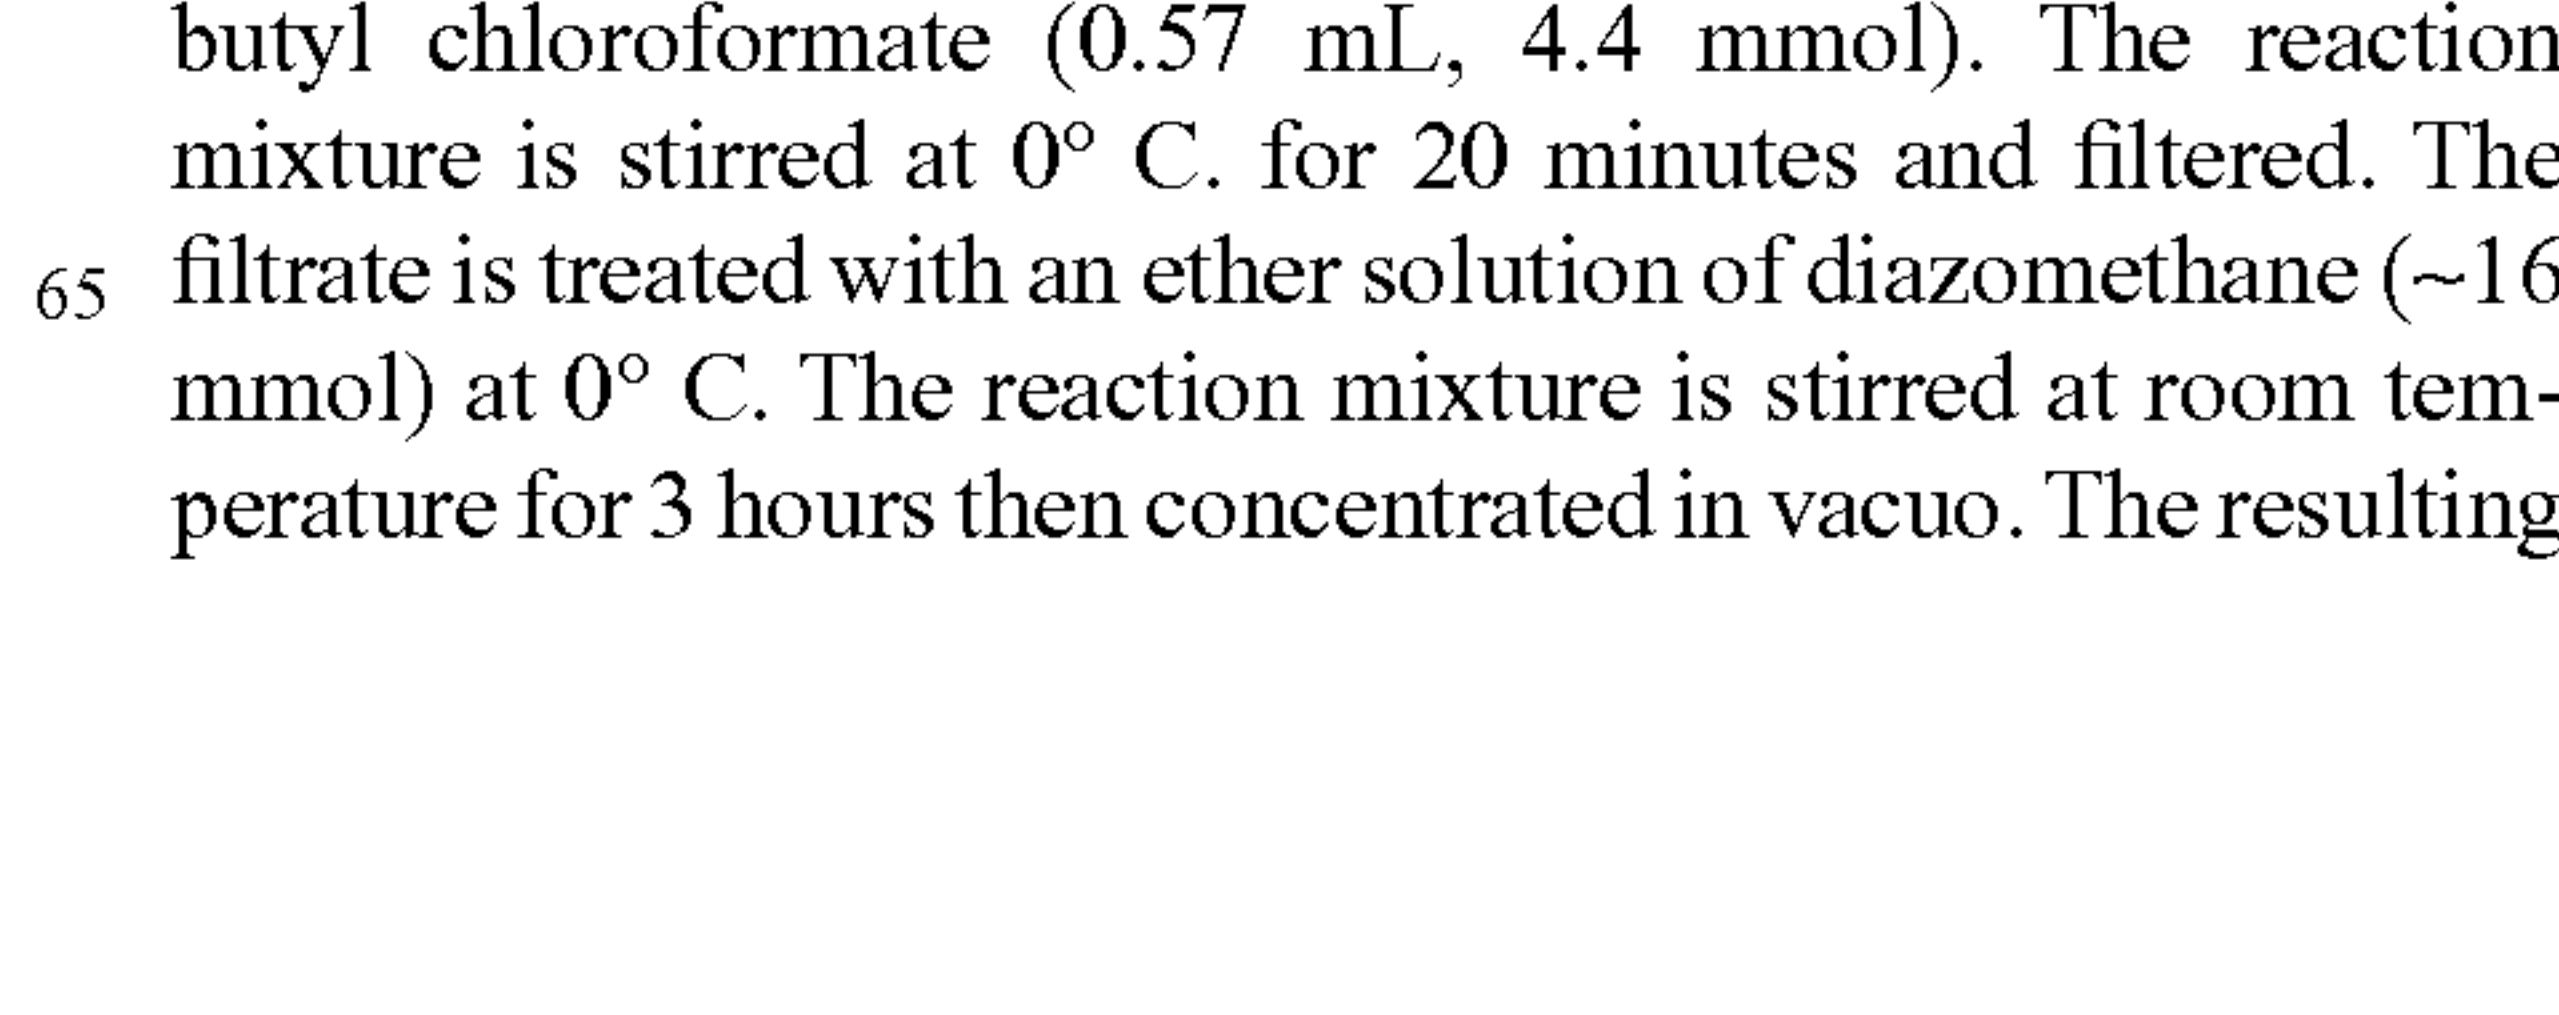 butyl chloroformate (0.57 mL, 4.4 mmol). The reaction
mixture is stirred at 0° C. for 20 minutes and filtered. The
65 filtrate is treated with an ether solution of diazomethane (~16
mmol) at 0° C. The reaction mixture is stirred at room tem-
perature for 3 hours then concentrated in vacuo. The resulting